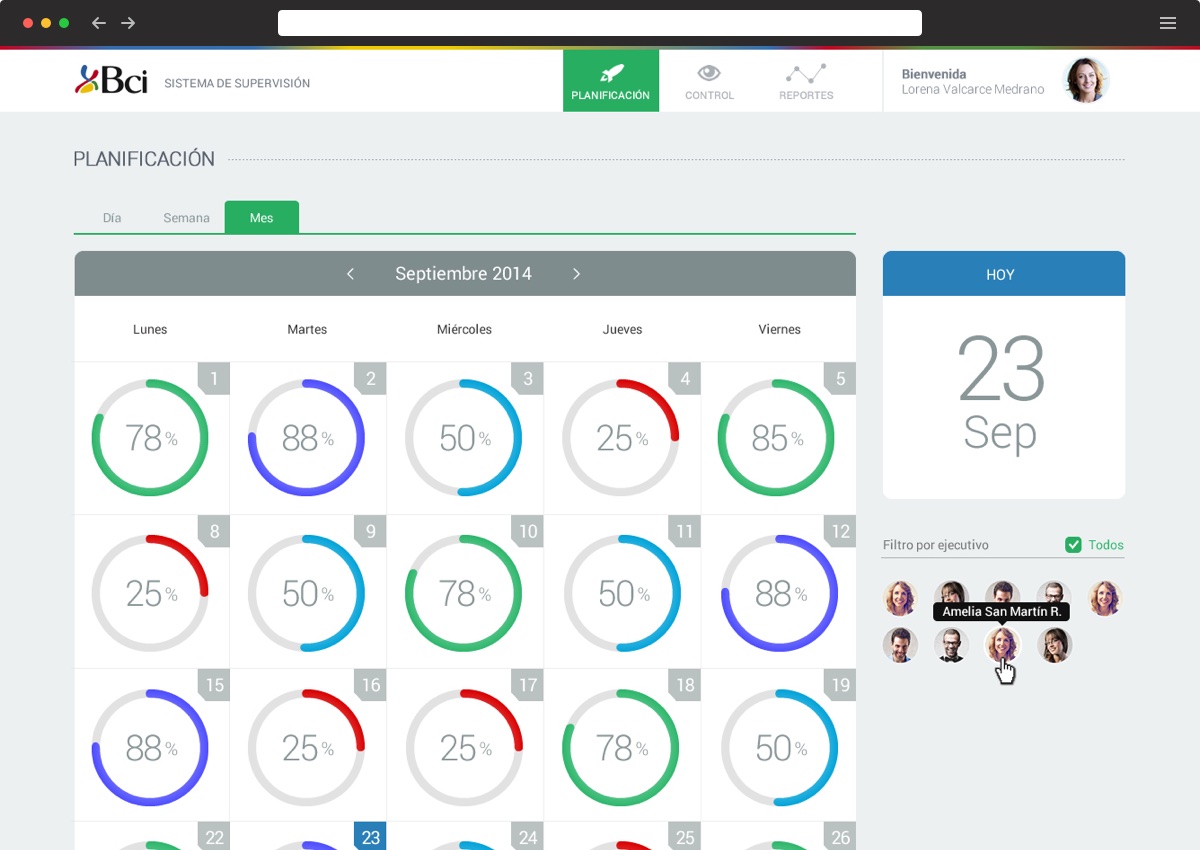 Bci SISTEMA DE SUPERVISIÓN
PLANIFICACIÓN
CONTROL
REPORTES
Bienvenida
Lorena Valcarce Medrano
PLANIFICACIÓN
Día Semana Mes
Septiembre 2014
Lunes Martes Miércoles Jueves Viernes
1 2 3 4 5
78% 88% 50% 25% 85%
8 9 10 11 12
25% 50% 78% 50% 88%
15 16 17 18 19
88% 25% 25% 78% 50%
22 23 24 25 26
HOY
23
Sep
Filtro por ejecutivo Todos
Amelia San Martín R.